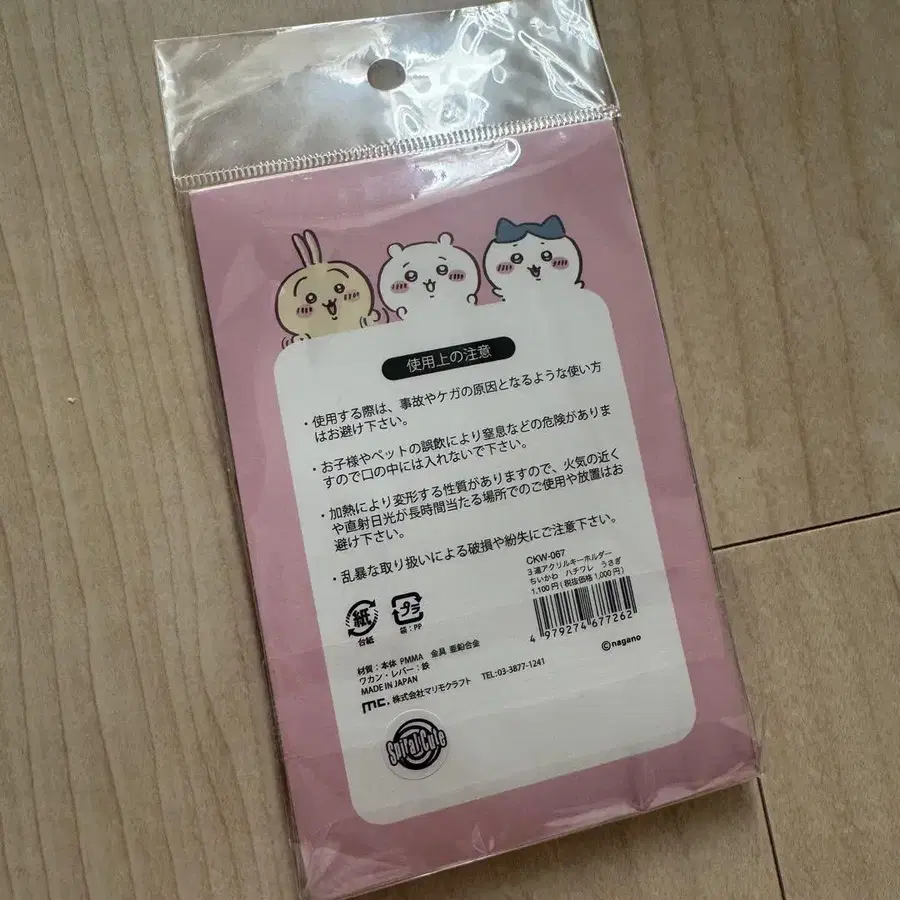 使用上の注意
・使用する際は、事故やケガの原因となるような使い方
はお避け下さい。
・お子様やペットの誤飲により窒息などの危険がありま
すので口の中には入れないで下さい。
・加熱により変形する性質がありますので、火気の近く
や直射日光が長時間当たる場所でのご使用や放置はお
避け下さい。
・乱暴な取り扱いによる破損や紛失にご注意下さい。
CKW-067
3連アクリルキーホルダー
ちいかわ ハチワレ うさぎ
1,100円(税抜価格1,000円)
4 979274 677262
©nagano
紙
台紙
プラ
袋:PP
材質:本体 PMMA 金具 亜鉛合金
ワカン・レバー:鉄
MADE IN JAPAN
mc. 株式会社マリモクラフト TEL:03-3877-1241
Spiral Cute